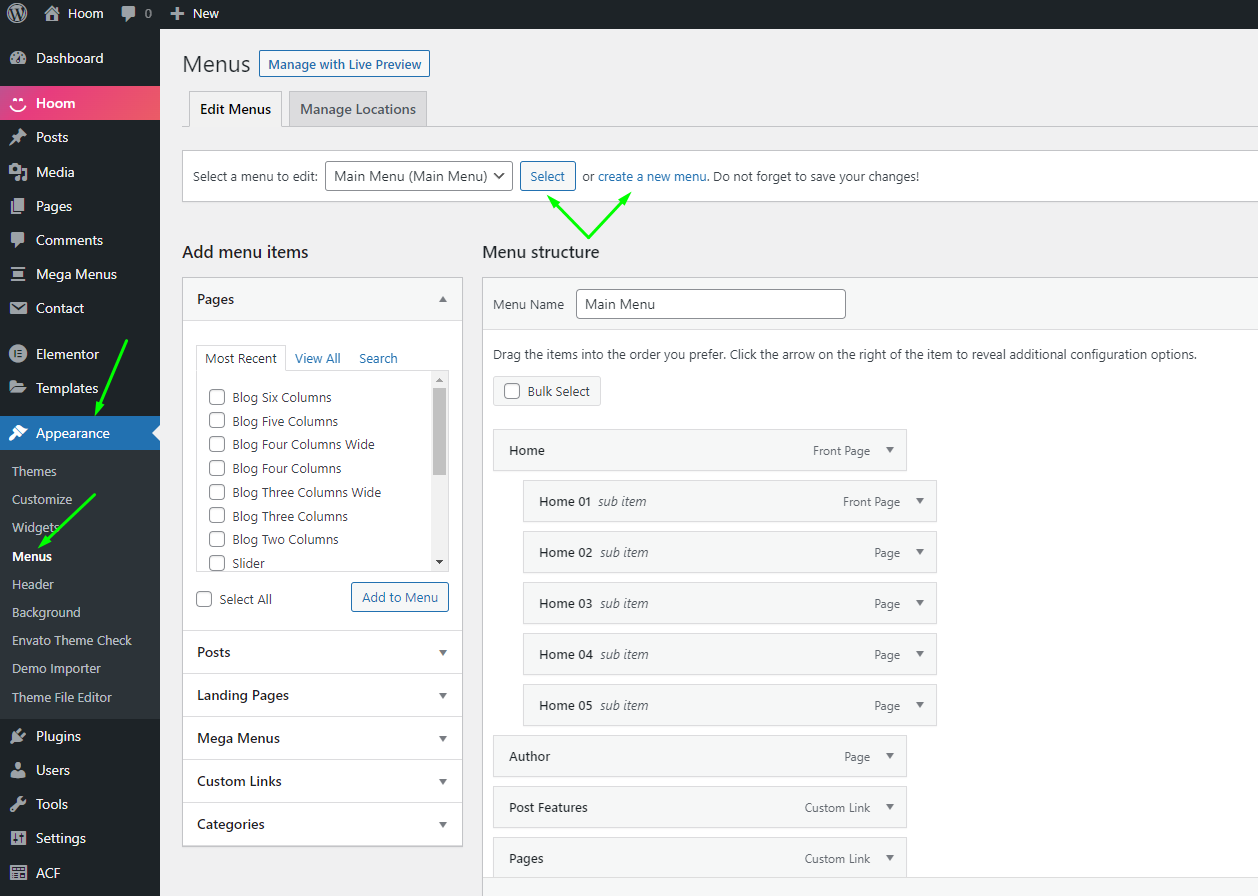 Hoom 0 New
Dashboard
Hoom
Posts
Media
Pages
Comments
Mega Menus
Contact
Elementor
Templates
Appearance
Themes
Customize
Widgets
Menus
Header
Background
Envato Theme Check
Demo Importer
Theme File Editor
Plugins
Users
Tools
Settings
ACF
Menus Manage with Live Preview
Edit Menus Manage Locations
Select a menu to edit: Main Menu (Main Menu) Select or create a new menu. Do not forget to save your changes!
Add menu items
Pages
Most Recent View All Search
Blog Six Columns
Blog Five Columns
Blog Four Columns Wide
Blog Four Columns
Blog Three Columns Wide
Blog Three Columns
Blog Two Columns
Slider
Select All Add to Menu
Posts
Landing Pages
Mega Menus
Custom Links
Categories
Menu structure
Menu Name Main Menu
Drag the items into the order you prefer. Click the arrow on the right of the item to reveal additional configuration options.
Bulk Select
Home Front Page
Home 01 sub item Front Page
Home 02 sub item Page
Home 03 sub item Page
Home 04 sub item Page
Home 05 sub item Page
Author Page
Post Features Custom Link
Pages Custom Link